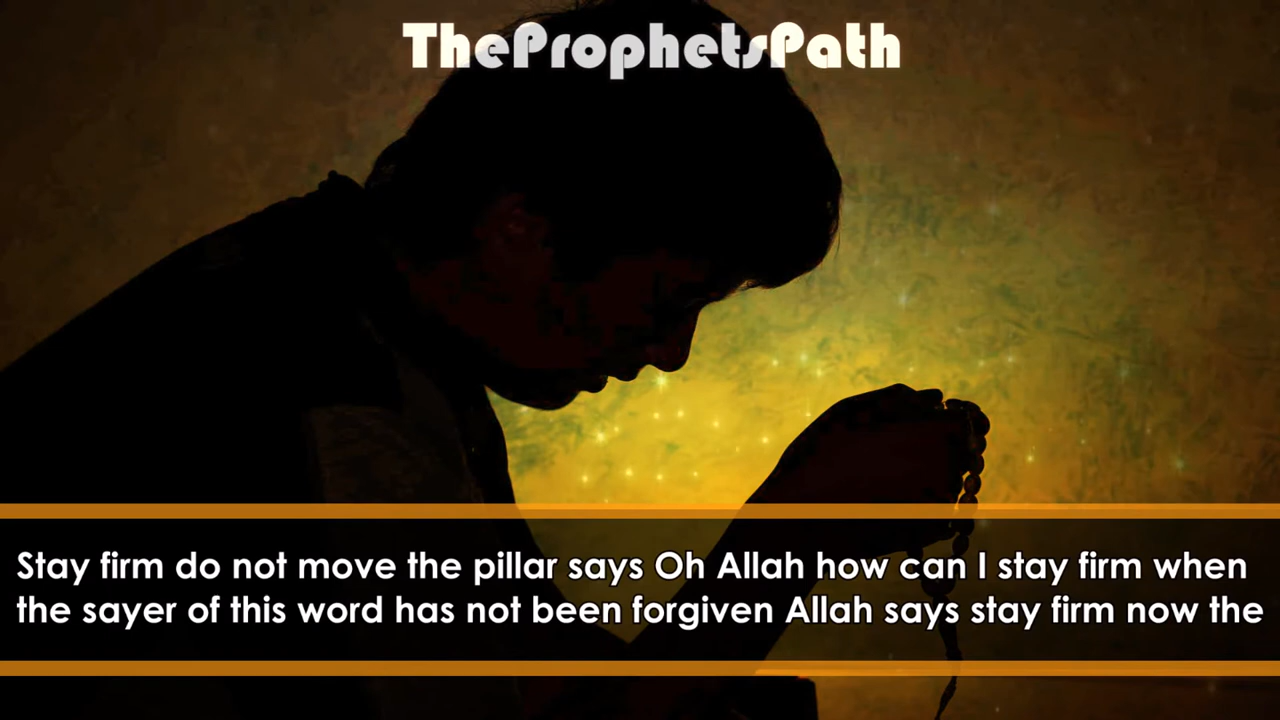 TheProphetsPath
Stay firm do not move the pillar says Oh Allah how can I stay firm when
the sayer of this word has not been forgiven Allah says stay firm now the